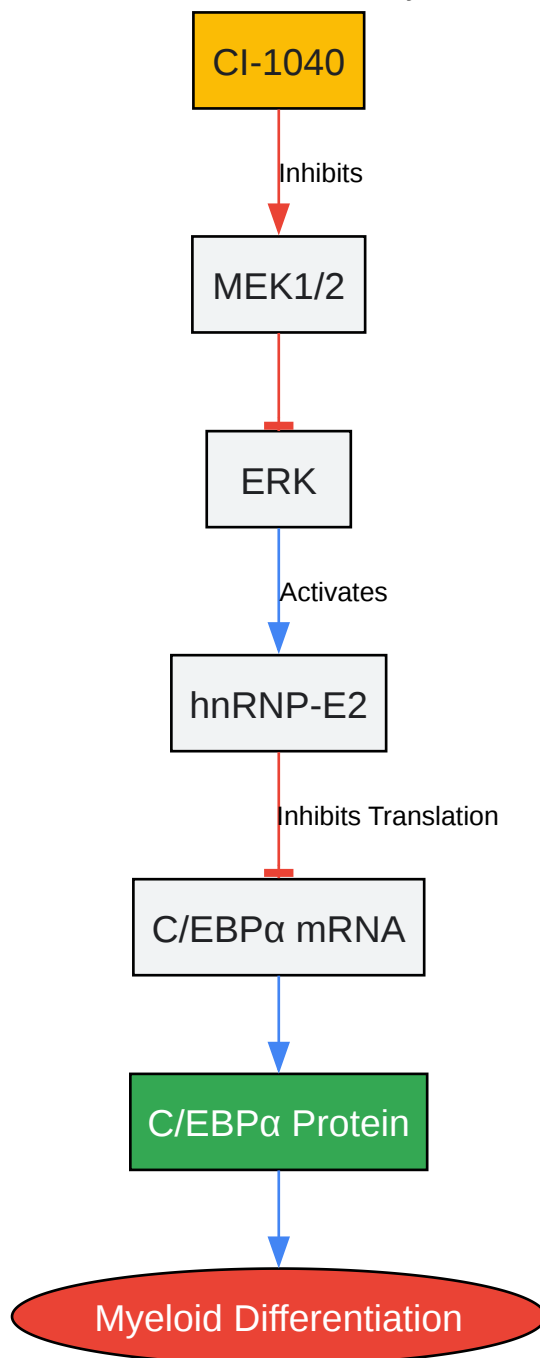 CI-1040
Inhibits
MEK1/2
ERK
Activates
hnRNP-E2
Inhibits Translation
C/EBPα mRNA
C/EBPα Protein
Myeloid Differentiation